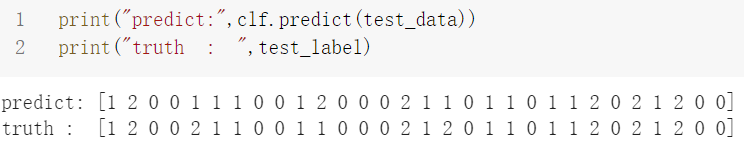 1 print("predict:",clf.predict(test_data))
2 print("truth : ",test_label)
predict: [1 2 0 0 1 1 1 0 0 1 2 0 0 0 2 1 1 0 1 1 0 1 1 2 0 2 1 2 0 0]
truth : [1 2 0 0 2 1 1 0 0 1 1 0 0 0 2 1 2 0 1 1 0 1 1 2 0 2 1 2 0 0]